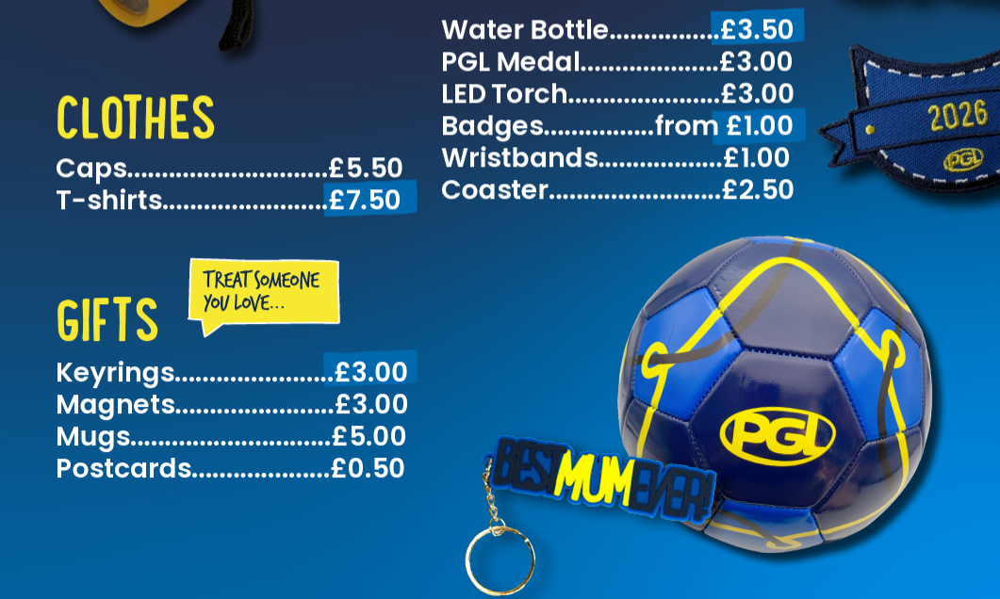 CLOTHES
Caps..............................£5.50
T-shirts.........................£7.50
TREAT SOMEONE
YOU LOVE...
GIFTS
Keyrings........................£3.00
Magnets........................£3.00
Mugs..............................£5.00
Postcards.....................£0.50
Water Bottle.................£3.50
PGL Medal.....................£3.00
LED Torch.......................£3.00
Badges.................from £1.00
Wristbands...................£1.00
Coaster..........................£2.50
2026
PGL
PGL
BEST MUM EVER!